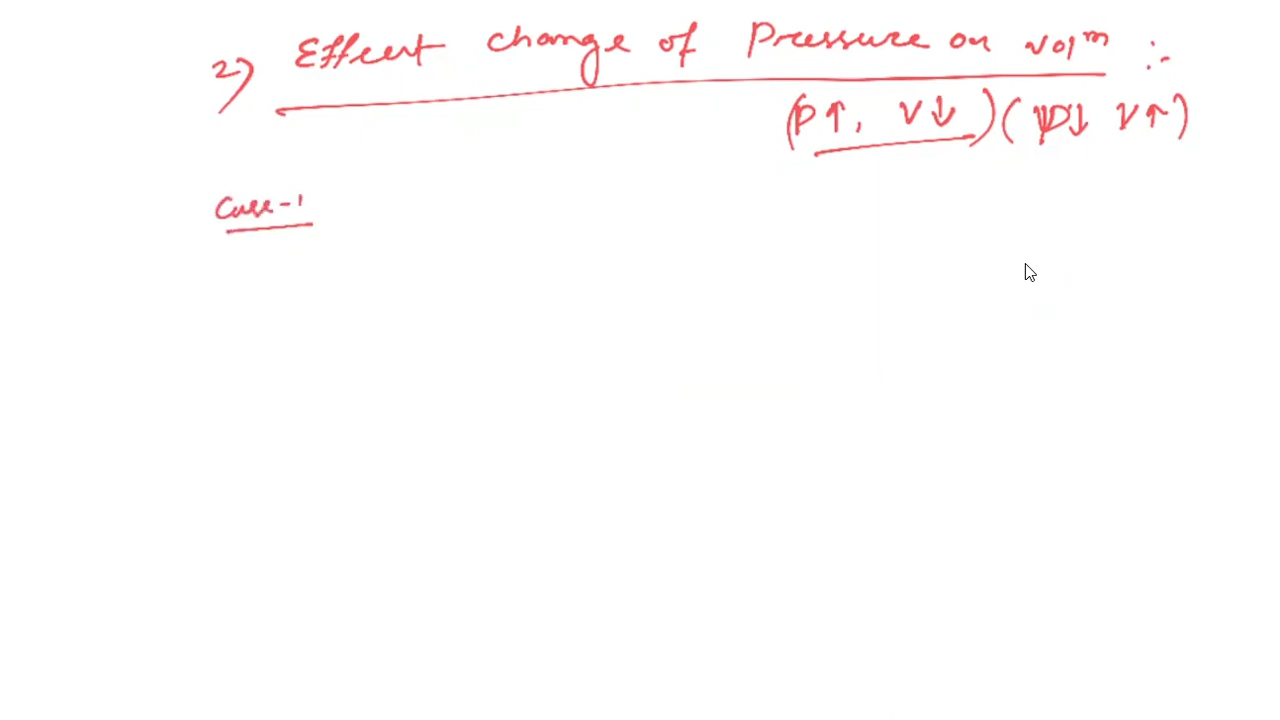 2) Effect change of Pressure on volᵐ :-
(P↑, V↓) (P↓ V↑)
Case-1